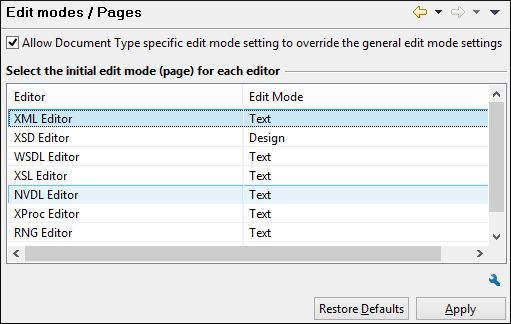 Edit modes / Pages
Allow Document Type specific edit mode setting to override the general edit mode settings
Select the initial edit mode (page) for each editor
Editor Edit Mode
XML Editor Text
XSD Editor Design
WSDL Editor Text
XSL Editor Text
NVDL Editor Text
XProc Editor Text
RNG Editor Text
Restore Defaults Apply